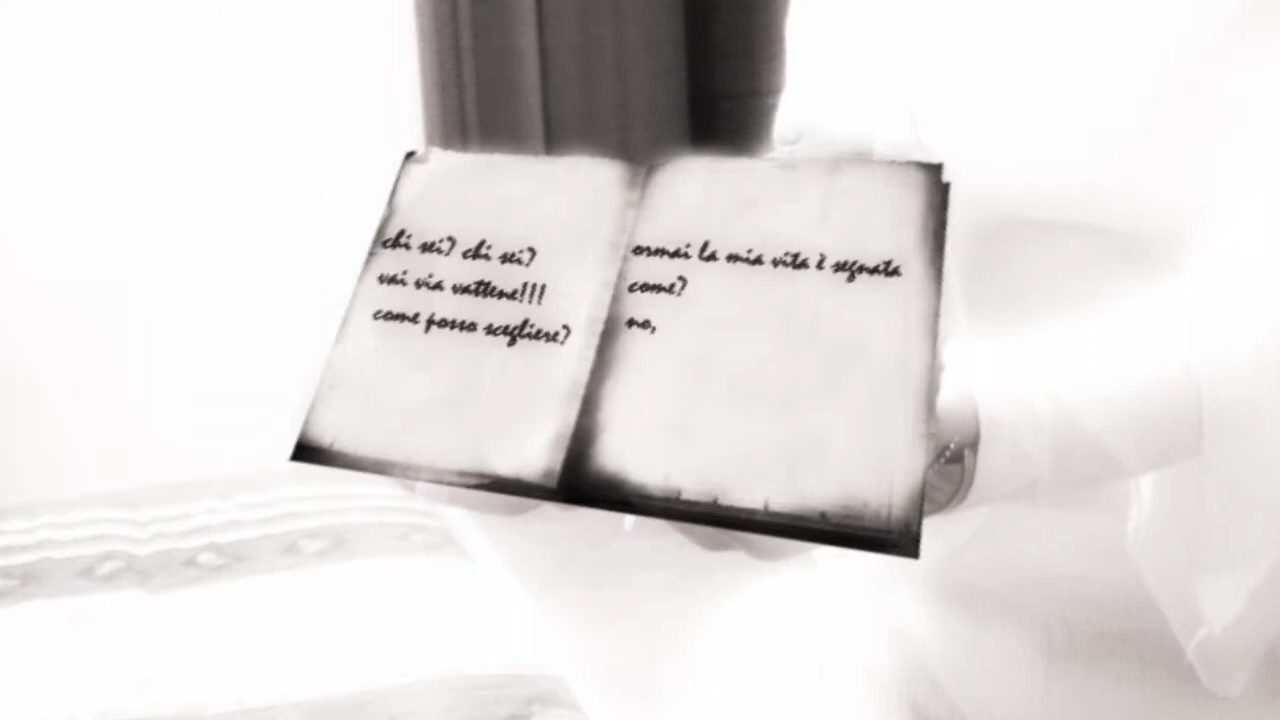 chi sei? chi sei?
vai via vattene!!!
come posso scegliere?
ormai la mia vita è segnata
come?
no,